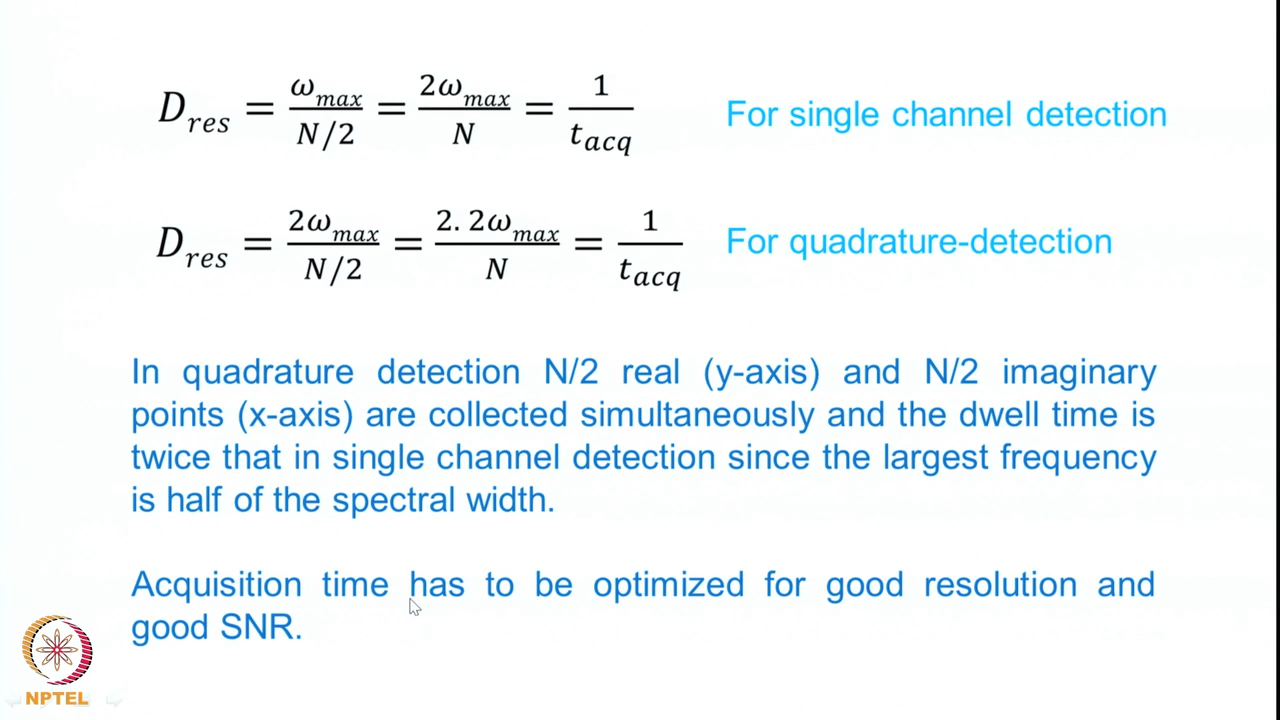 D_res = ω_max / (N/2) = 2ω_max / N = 1 / t_acq For single channel detection
D_res = 2ω_max / (N/2) = 2. 2ω_max / N = 1 / t_acq For quadrature-detection
In quadrature detection N/2 real (y-axis) and N/2 imaginary
points (x-axis) are collected simultaneously and the dwell time is
twice that in single channel detection since the largest frequency
is half of the spectral width.
Acquisition time has to be optimized for good resolution and
good SNR.
NPTEL